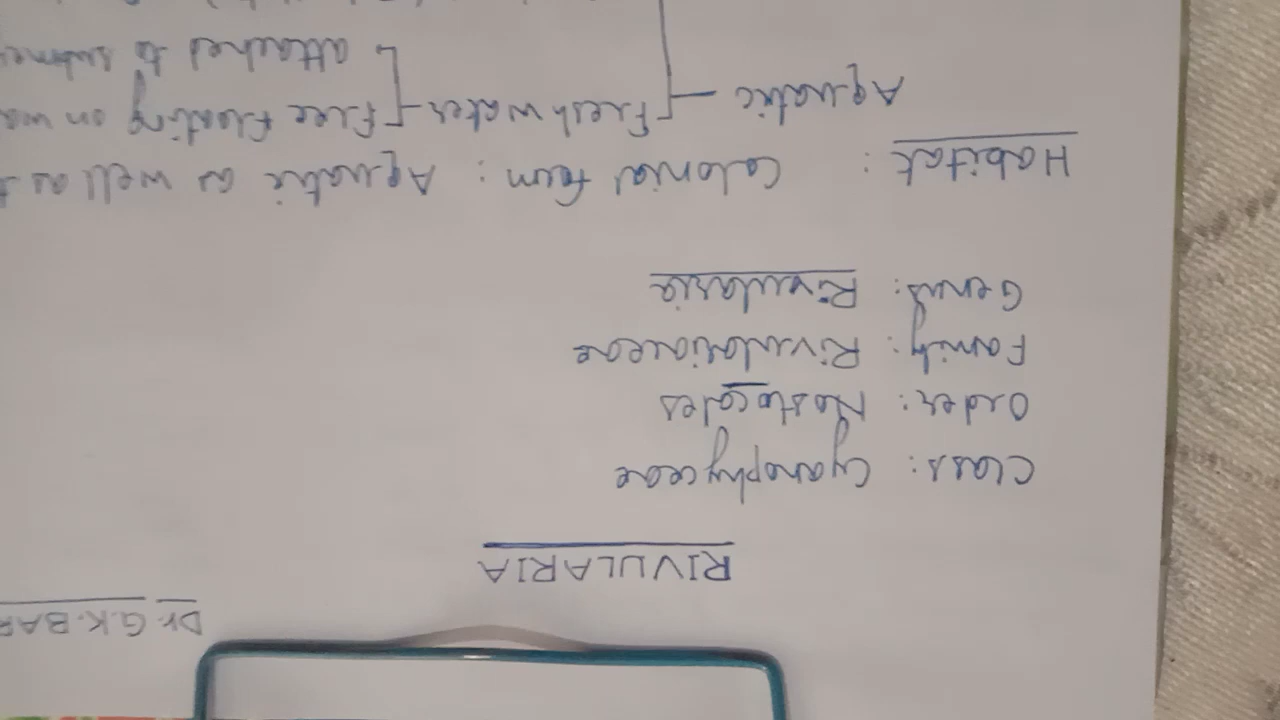 Dr. G.K. BAR
RIVULARIA
Class: Cyanophyceae
Order: Nostocales
Family: Rivulariaceae
Genus: Rivularia
Habitat: Colonial form: Aquatic as well as
Aquatic - Fresh water - Free floating on
attached to